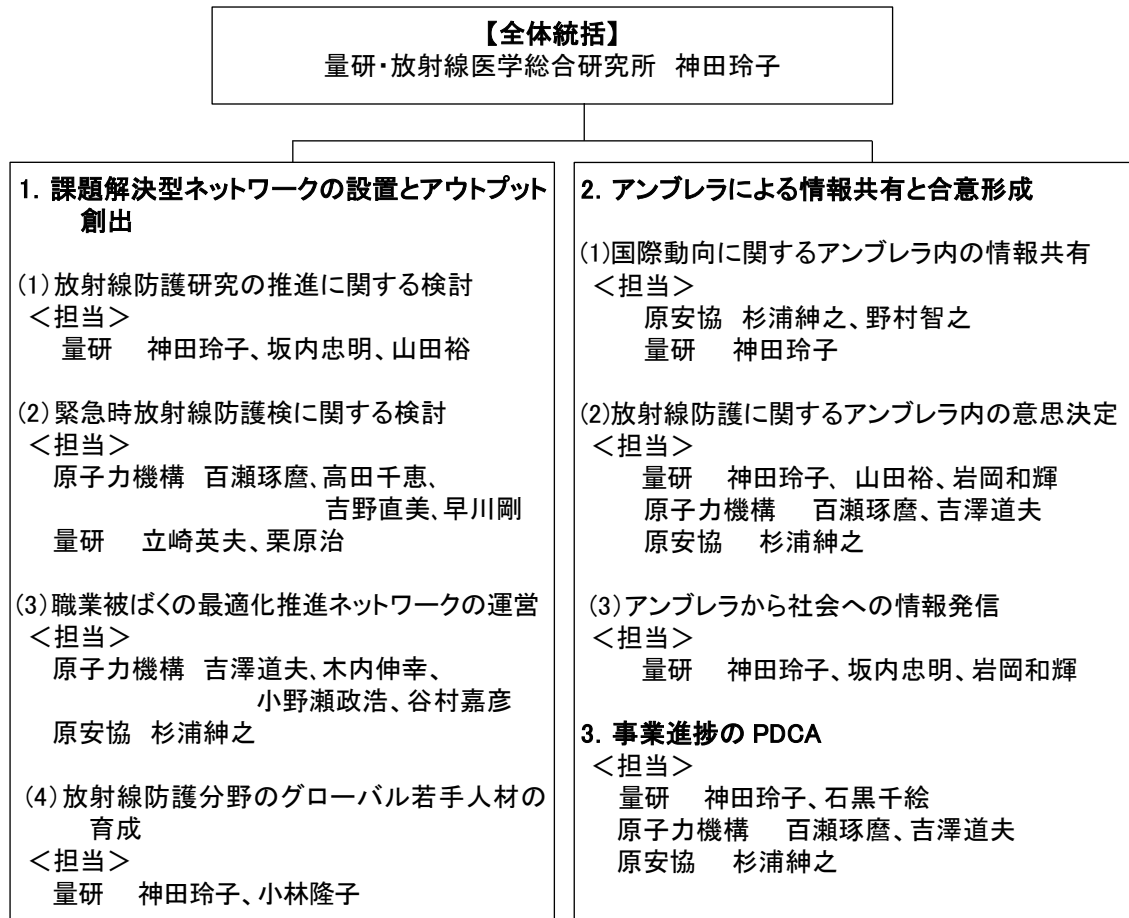 【全体統括】
量研・放射線医学総合研究所 神田玲子
1. 課題解決型ネットワークの設置とアウトプット
創出
(1)放射線防護研究の推進に関する検討
<担当>
量研 神田玲子、坂内忠明、山田裕
(2)緊急時放射線防護検に関する検討
<担当>
原子力機構 百瀬琢麿、高田千恵、
吉野直美、早川剛
量研 立崎英夫、栗原治
(3)職業被ばくの最適化推進ネットワークの運営
<担当>
原子力機構 吉澤道夫、木内伸幸、
小野瀬政浩、谷村嘉彦
原安協 杉浦紳之
(4)放射線防護分野のグローバル若手人材の
育成
<担当>
量研 神田玲子、小林隆子
2. アンブレラによる情報共有と合意形成
(1)国際動向に関するアンブレラ内の情報共有
<担当>
原安協 杉浦紳之、野村智之
量研 神田玲子
(2)放射線防護に関するアンブレラ内の意思決定
<担当>
量研 神田玲子、山田裕、岩岡和輝
原子力機構 百瀬琢麿、吉澤道夫
原安協 杉浦紳之
(3)アンブレラから社会への情報発信
<担当>
量研 神田玲子、坂内忠明、岩岡和輝
3. 事業進捗の PDCA
<担当>
量研 神田玲子、石黒千絵
原子力機構 百瀬琢麿、吉澤道夫
原安協 杉浦紳之